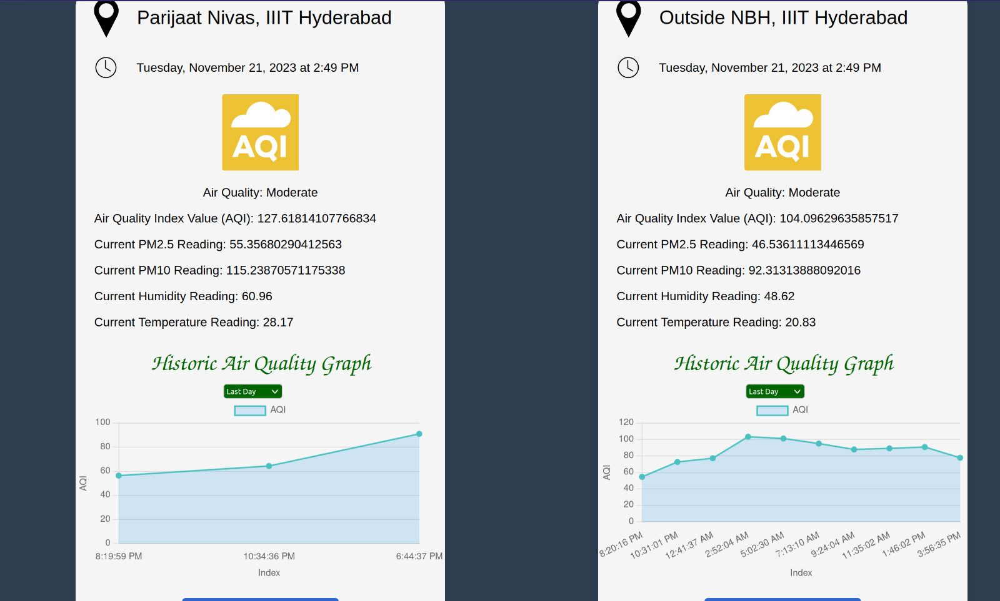 Parijaat Nivas, IIIT Hyderabad
Tuesday, November 21, 2023 at 2:49 PM
AQI
Air Quality: Moderate
Air Quality Index Value (AQI): 127.61814107766834
Current PM2.5 Reading: 55.35680290412563
Current PM10 Reading: 115.23870571175338
Current Humidity Reading: 60.96
Current Temperature Reading: 28.17
Historic Air Quality Graph
Last Day
AQI
100
80
60
40
20
0
AQI
8:19:59 PM 10:34:36 PM 6:44:37 PM
Index
Outside NBH, IIIT Hyderabad
Tuesday, November 21, 2023 at 2:49 PM
AQI
Air Quality: Moderate
Air Quality Index Value (AQI): 104.09629635857517
Current PM2.5 Reading: 46.53611113446569
Current PM10 Reading: 92.31313888092016
Current Humidity Reading: 48.62
Current Temperature Reading: 20.83
Historic Air Quality Graph
Last Day
AQI
120
100
80
60
40
20
0
AQI
8:20:16 PM 10:31:01 PM 12:41:37 AM 2:52:04 AM 5:02:30 AM 7:13:10 AM 9:24:04 AM 11:35:02 AM 1:46:02 PM 3:56:35 PM
Index